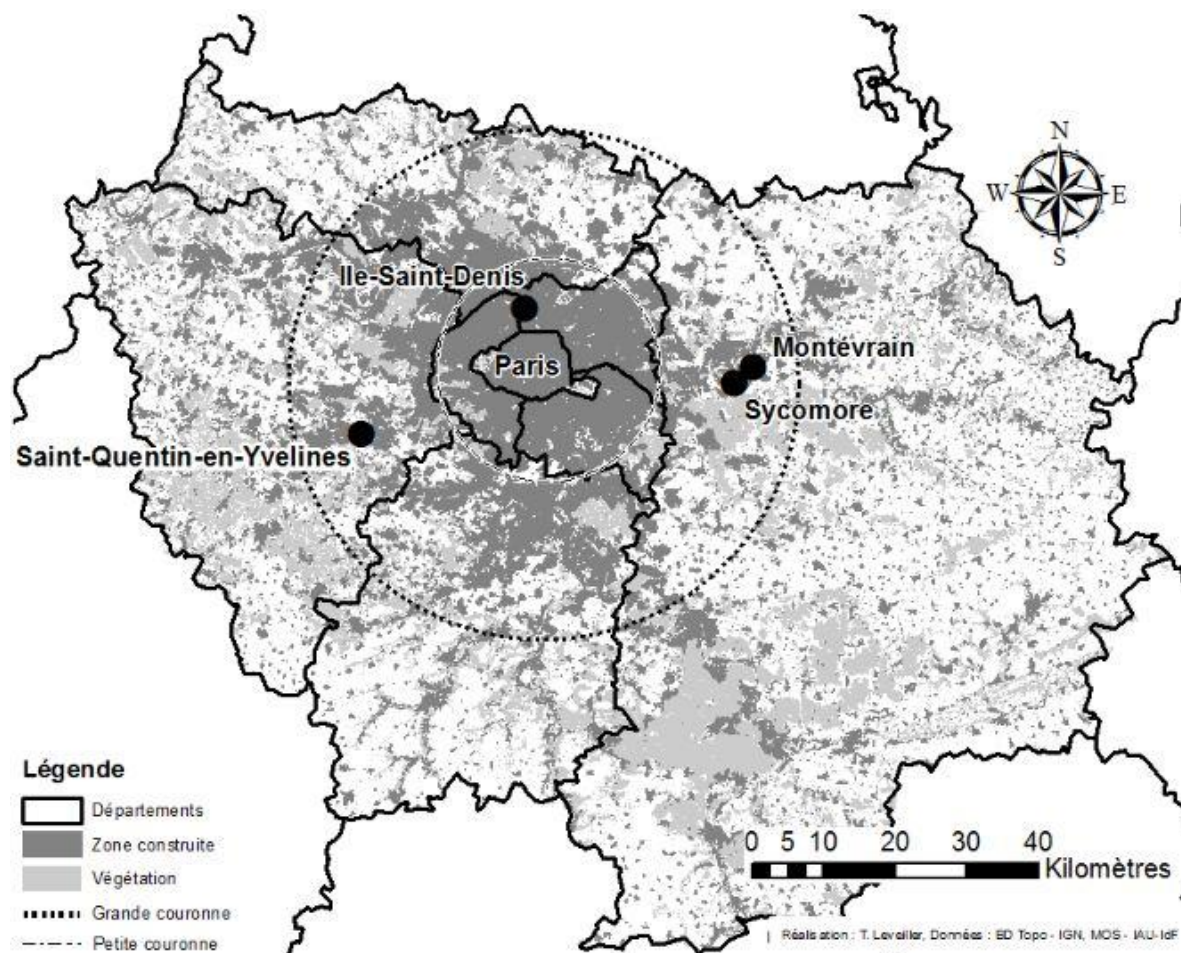 N
W E
S
Ile-Saint-Denis
Montévrain
Paris
Sycomore
Saint-Quentin-en-Yvelines
Légende
Départements
Zone construite
Végétation
Grande couronne
Petite couronne
0 5 10 20 30 40
Kilomètres
Réalisation : T. Leveiller, Données : BD Topo - IGN, MOS - IAU-IdF